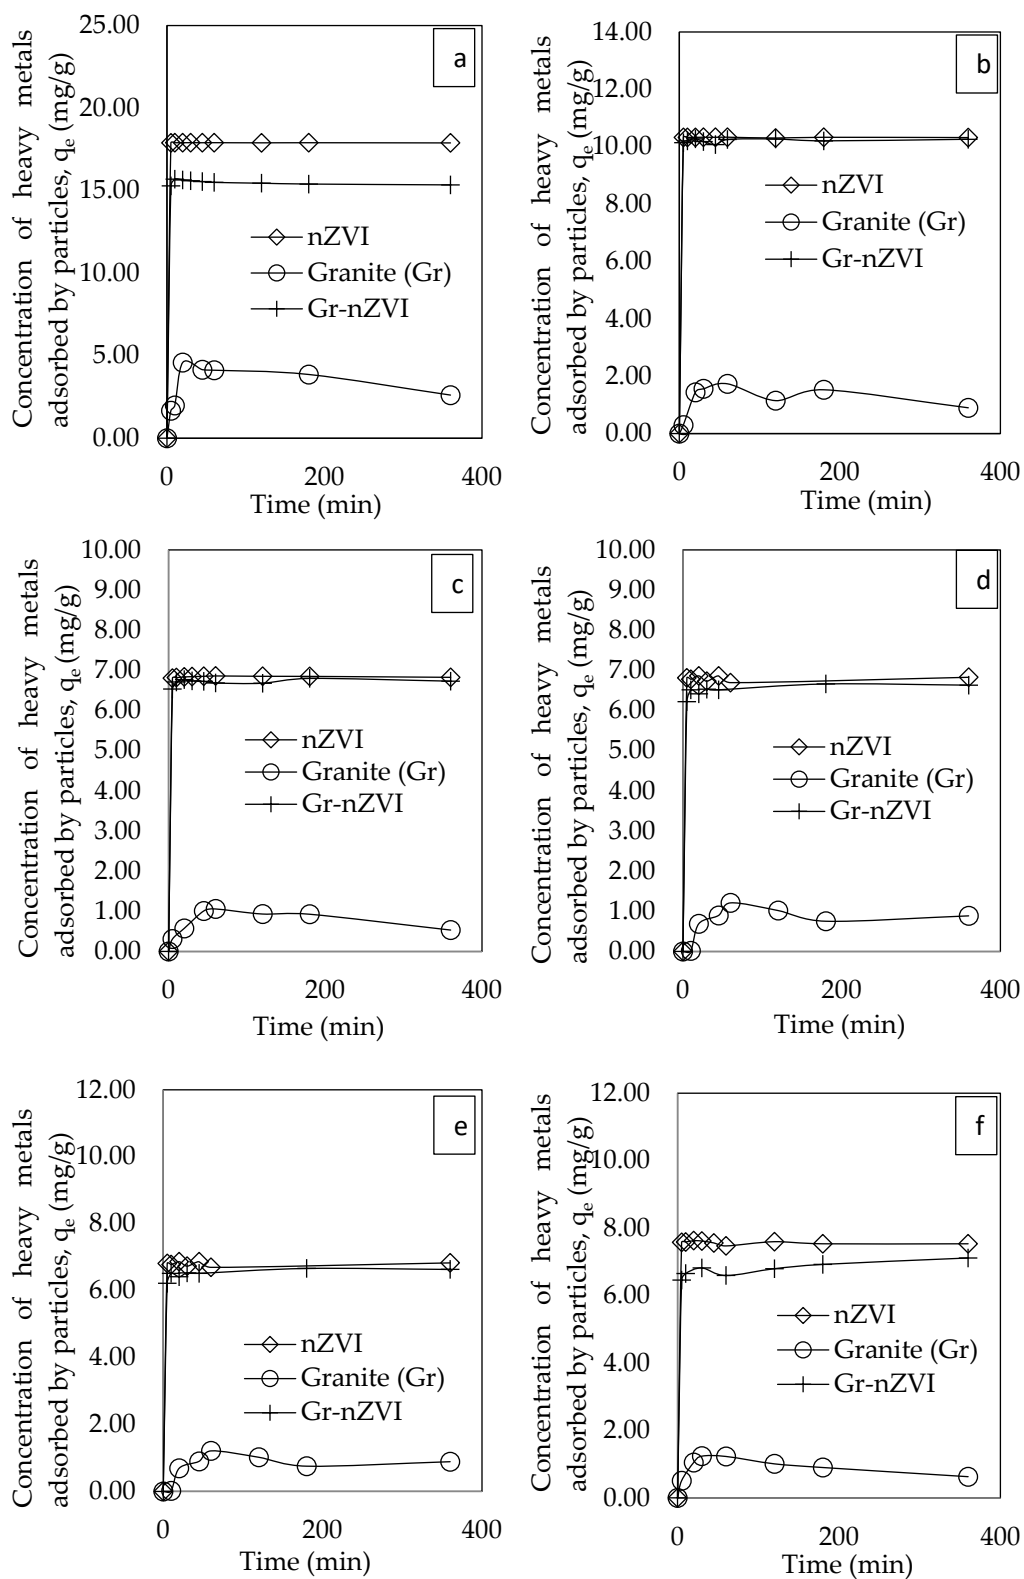 Concentration of heavy metals
adsorbed by particles, qe (mg/g)
25.00
20.00
15.00
10.00
5.00
0.00
a
nZVI
Granite (Gr)
Gr-nZVI
0
200
400
Time (min)
Concentration of heavy metals
adsorbed by particles, qe (mg/g)
14.00
12.00
10.00
8.00
6.00
4.00
2.00
0.00
b
nZVI
Granite (Gr)
Gr-nZVI
0
200
400
Time (min)
Concentration of heavy metals
adsorbed by particles, qe (mg/g)
10.00
9.00
8.00
7.00
6.00
5.00
4.00
3.00
2.00
1.00
0.00
c
nZVI
Granite (Gr)
Gr-nZVI
0
200
400
Time (min)
Concentration of heavy metals
adsorbed by particles, qe (mg/g)
10.00
9.00
8.00
7.00
6.00
5.00
4.00
3.00
2.00
1.00
0.00
d
nZVI
Granite (Gr)
Gr-nZVI
0
200
400
Time (min)
Concentration of heavy metals
adsorbed by particles, qe (mg/g)
12.00
10.00
8.00
6.00
4.00
2.00
0.00
e
nZVI
Granite (Gr)
Gr-nZVI
0
200
400
Time (min)
Concentration of heavy metals
adsorbed by particles, qe (mg/g)
12.00
10.00
8.00
6.00
4.00
2.00
0.00
f
nZVI
Granite (Gr)
Gr-nZVI
0
200
400
Time (min)